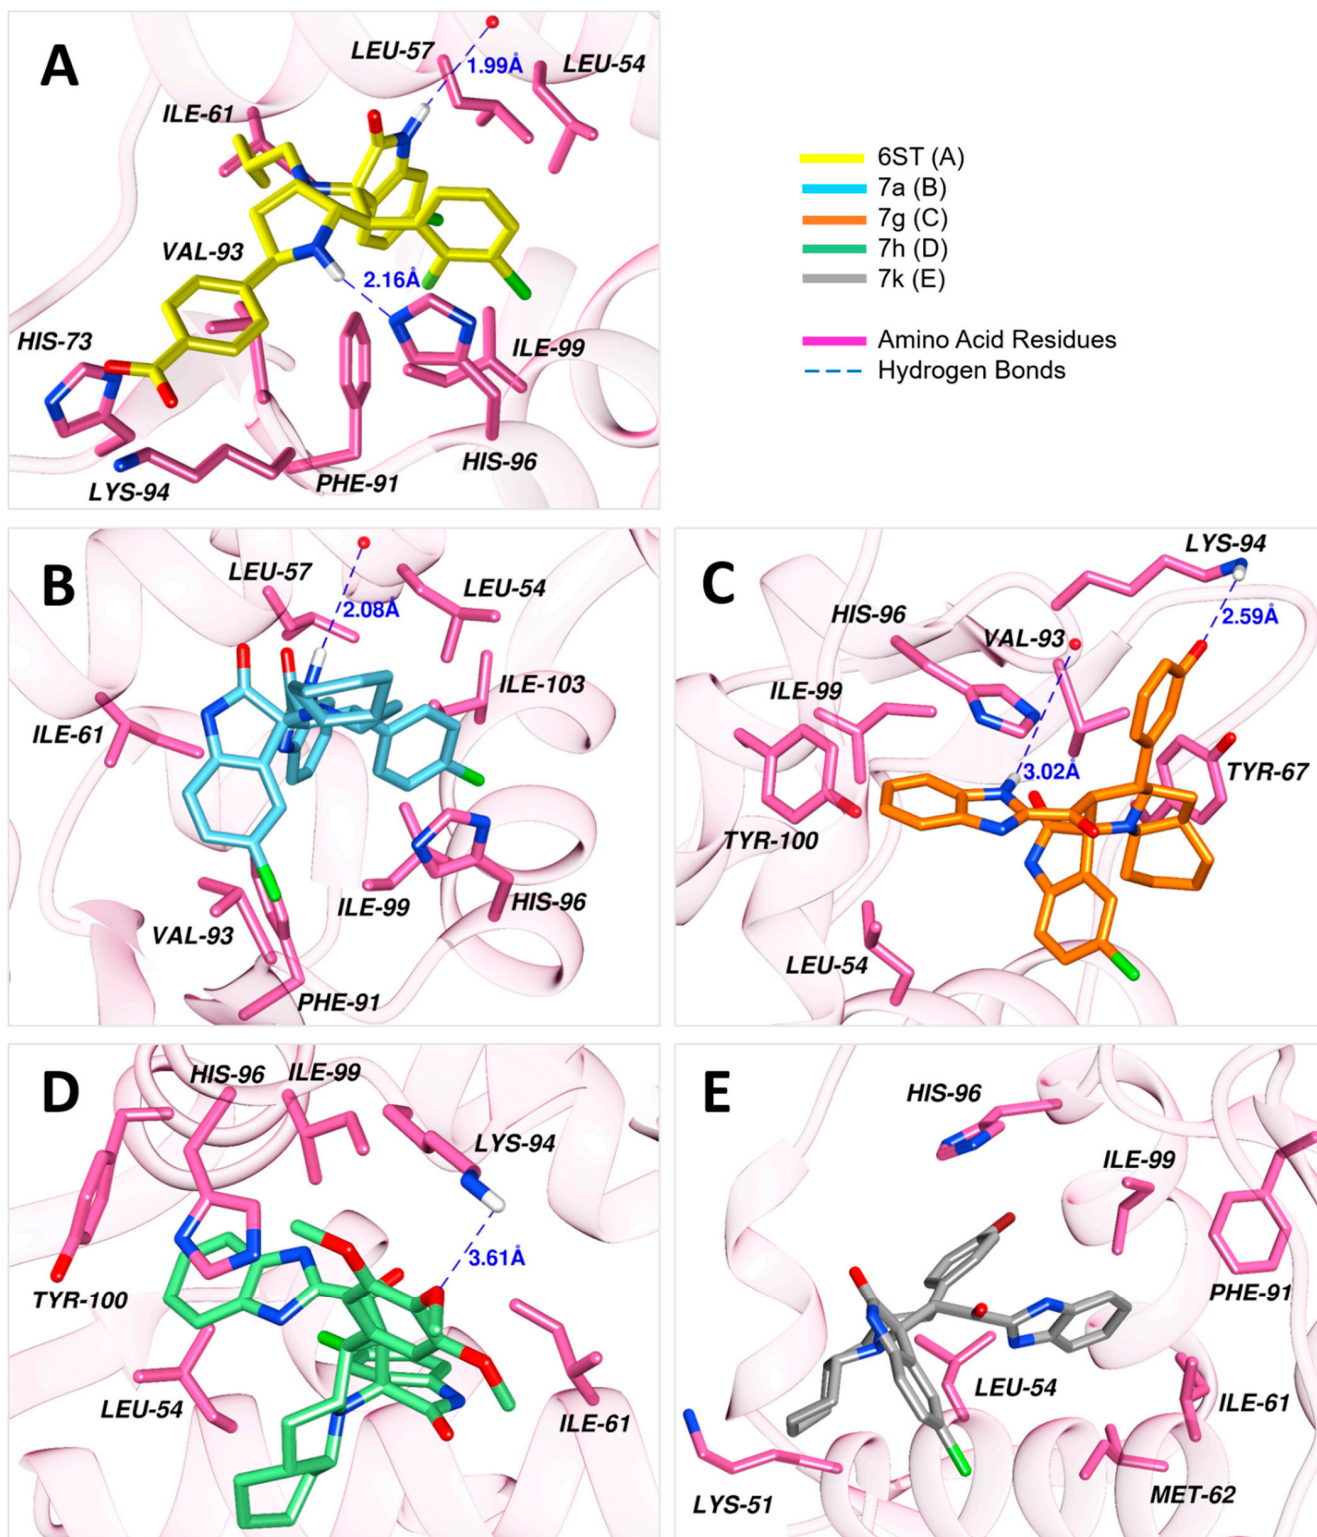 A
LEU-57
1.99Å
LEU-54
ILE-61
VAL-93
2.16Å
HIS-73
ILE-99
LYS-94
PHE-91
HIS-96
6ST (A)
7a (B)
7g (C)
7h (D)
7k (E)
Amino Acid Residues
Hydrogen Bonds
B
LEU-57
LEU-54
2.08Å
ILE-103
ILE-61
ILE-99
HIS-96
VAL-93
PHE-91
C
LYS-94
2.59Å
HIS-96
VAL-93
ILE-99
3.02Å
TYR-67
TYR-100
LEU-54
D
HIS-96
ILE-99
LYS-94
3.61Å
TYR-100
LEU-54
ILE-61
E
HIS-96
ILE-99
PHE-91
LEU-54
ILE-61
LYS-51
MET-62